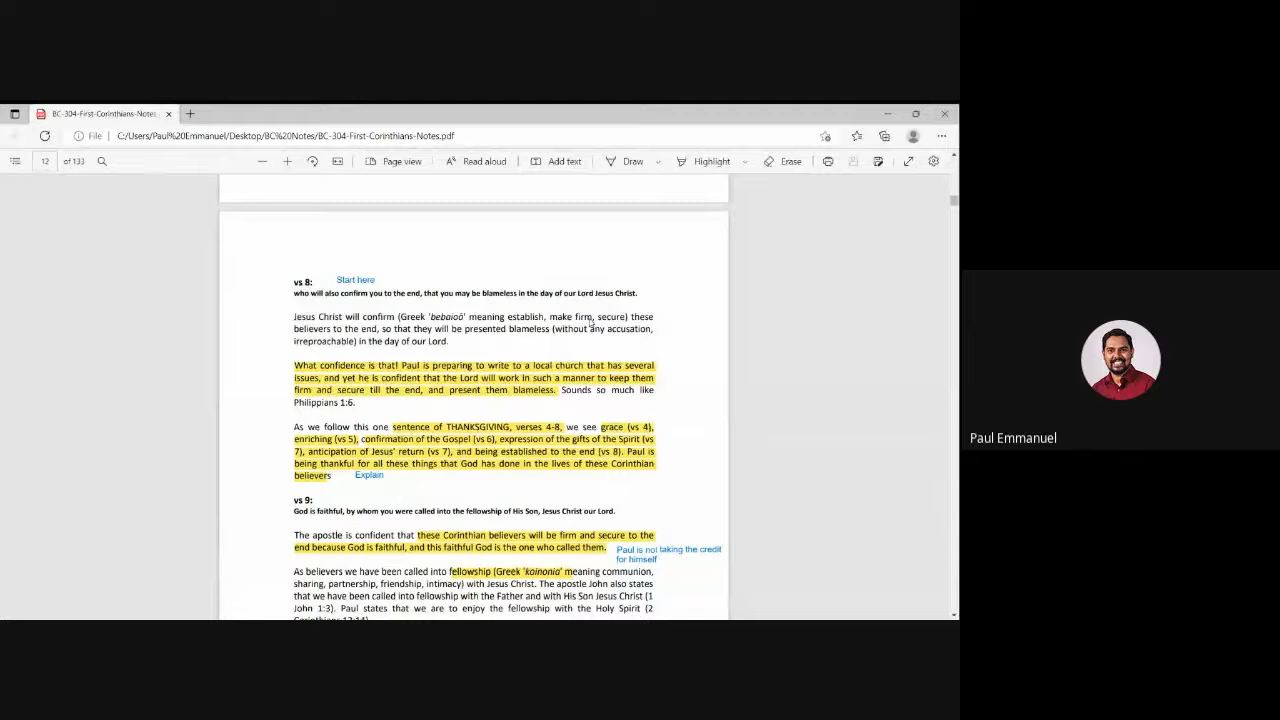 BC-304-First-Corinthians-Notes
File
C:/Users/Paul%20Emmanuel/Desktop/BC%20Notes/BC-304-First-Corinthians-Notes.pdf
12 of 133 Page view Read aloud Add text Draw Highlight Erase
vs 8: Start here
who will also confirm you to the end, that you may be blameless in the day of our Lord Jesus Christ.
Jesus Christ will confirm (Greek 'bebaioō' meaning establish, make firm, secure) these
believers to the end, so that they will be presented blameless (without any accusation,
irreproachable) in the day of our Lord.
What confidence is that! Paul is preparing to write to a local church that has several
issues, and yet he is confident that the Lord will work in such a manner to keep them
firm and secure till the end, and present them blameless. Sounds so much like
Philippians 1:6.
As we follow this one sentence of THANKSGIVING, verses 4-8, we see grace (vs 4),
enriching (vs 5), confirmation of the Gospel (vs 6), expression of the gifts of the Spirit (vs
7), anticipation of Jesus' return (vs 7), and being established to the end (vs 8). Paul is
being thankful for all these things that God has done in the lives of these Corinthian
believers Explain
vs 9:
God is faithful, by whom you were called into the fellowship of His Son, Jesus Christ our Lord.
The apostle is confident that these Corinthian believers will be firm and secure to the
end because God is faithful, and this faithful God is the one who called them.
Paul is not taking the credit
for himself
As believers we have been called into fellowship (Greek 'koinonia' meaning communion,
sharing, partnership, friendship, intimacy) with Jesus Christ. The apostle John also states
that we have been called into fellowship with the Father and with His Son Jesus Christ (1
John 1:3). Paul states that we are to enjoy the fellowship with the Holy Spirit (2
Paul Emmanuel